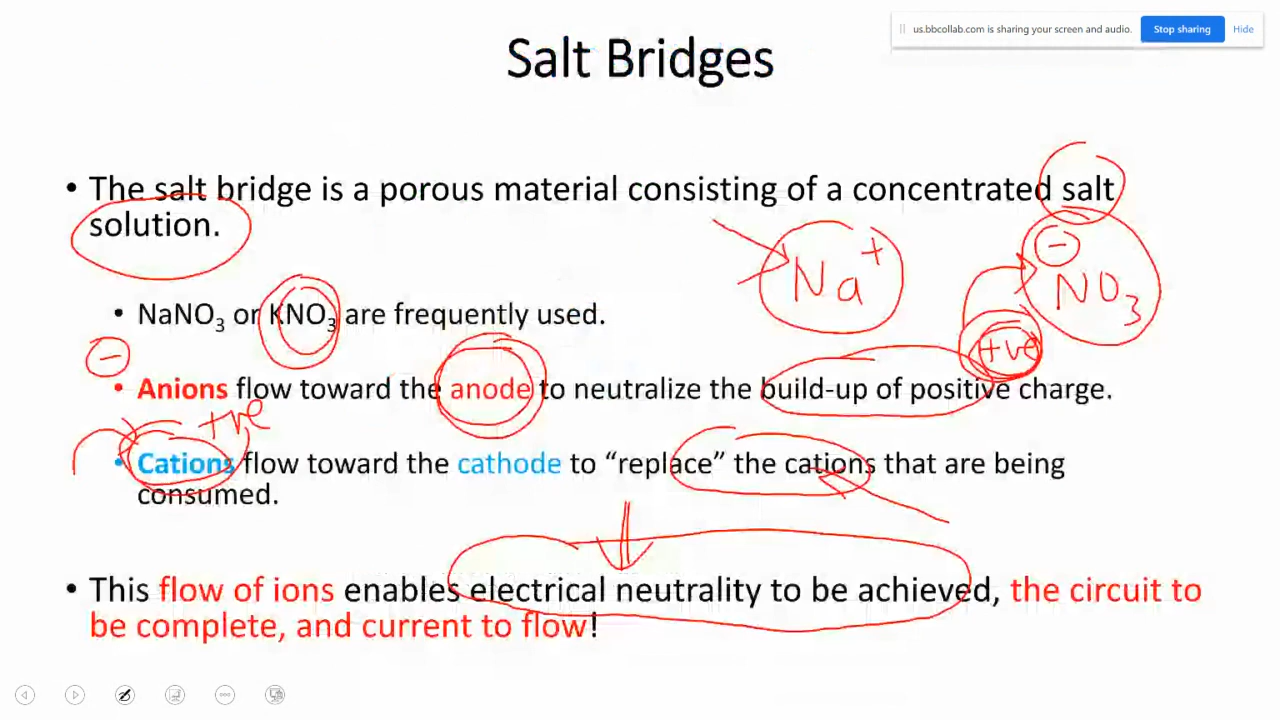 us.bbcollab.com is sharing your screen and audio. Stop sharing Hide
Salt Bridges
• The salt bridge is a porous material consisting of a concentrated salt
solution.
Na+
− NO3
• NaNO3 or KNO3 are frequently used.
+ve
−
• Anions flow toward the anode to neutralize the build-up of positive charge.
+ve
• Cations flow toward the cathode to “replace” the cations that are being
consumed.
• This flow of ions enables electrical neutrality to be achieved, the circuit to
be complete, and current to flow!